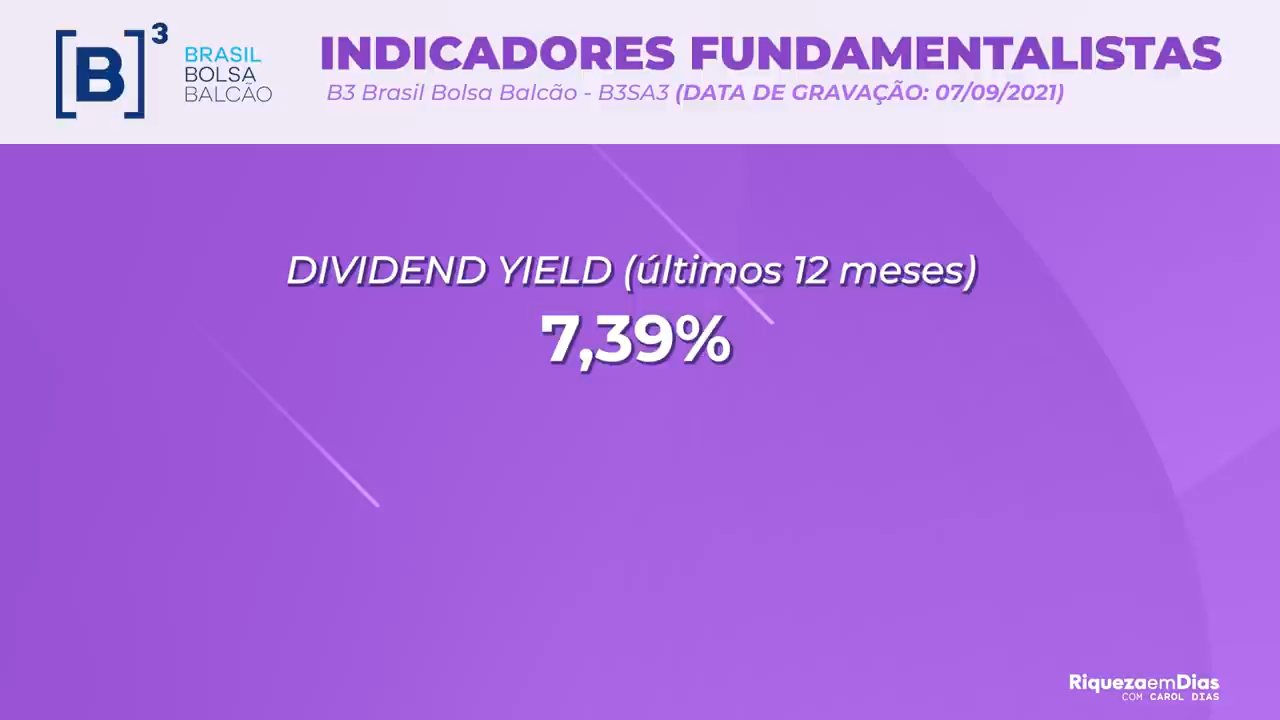 [B]³
BRASIL
BOLSA
BALCÃO
INDICADORES FUNDAMENTALISTAS
B3 Brasil Bolsa Balcão - B3SA3 (DATA DE GRAVAÇÃO: 07/09/2021)
DIVIDEND YIELD (últimos 12 meses)
7,39%
RiquezaemDias
COM CAROL DIAS